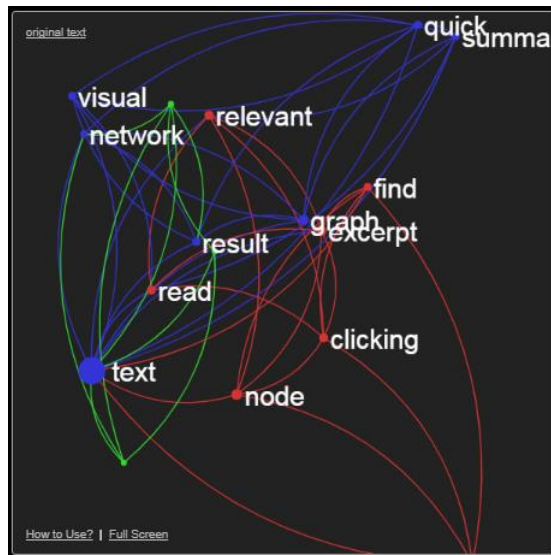 original text
quick
summa
visual
relevant
network
find
graph
excerpt
result
read
clicking
text
node
How to Use? | Full Screen